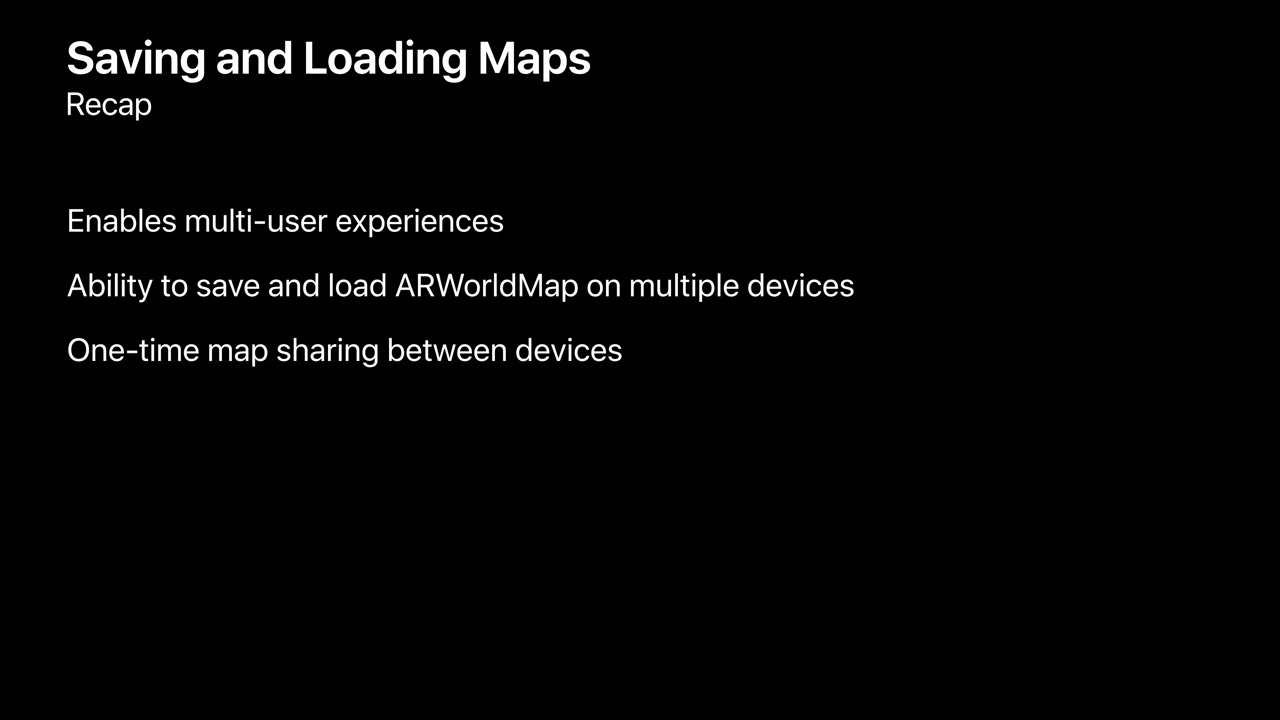 Saving and Loading Maps
Recap
Enables multi-user experiences
Ability to save and load ARWorldMap on multiple devices
One-time map sharing between devices